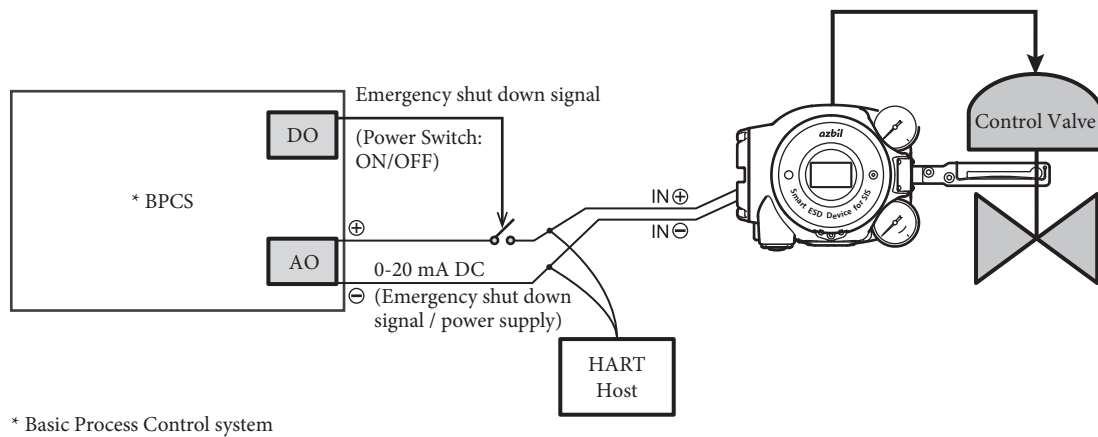 Emergency shut down signal
DO
(Power Switch:
ON/OFF)
* BPCS
⊕
AO
0-20 mA DC
⊖
(Emergency shut down
signal / power supply)
IN⊕
IN⊖
azbil
Smart ESD Device for SIS
Control Valve
HART
Host
* Basic Process Control system